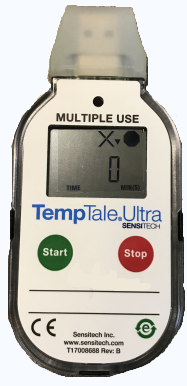 MULTIPLE USE
X
0
TIME MIN(S)
TempTale®Ultra
SENSITECH
Start Stop
CE e
Sensitech Inc.
www.sensitech.com
T17008688 Rev: B